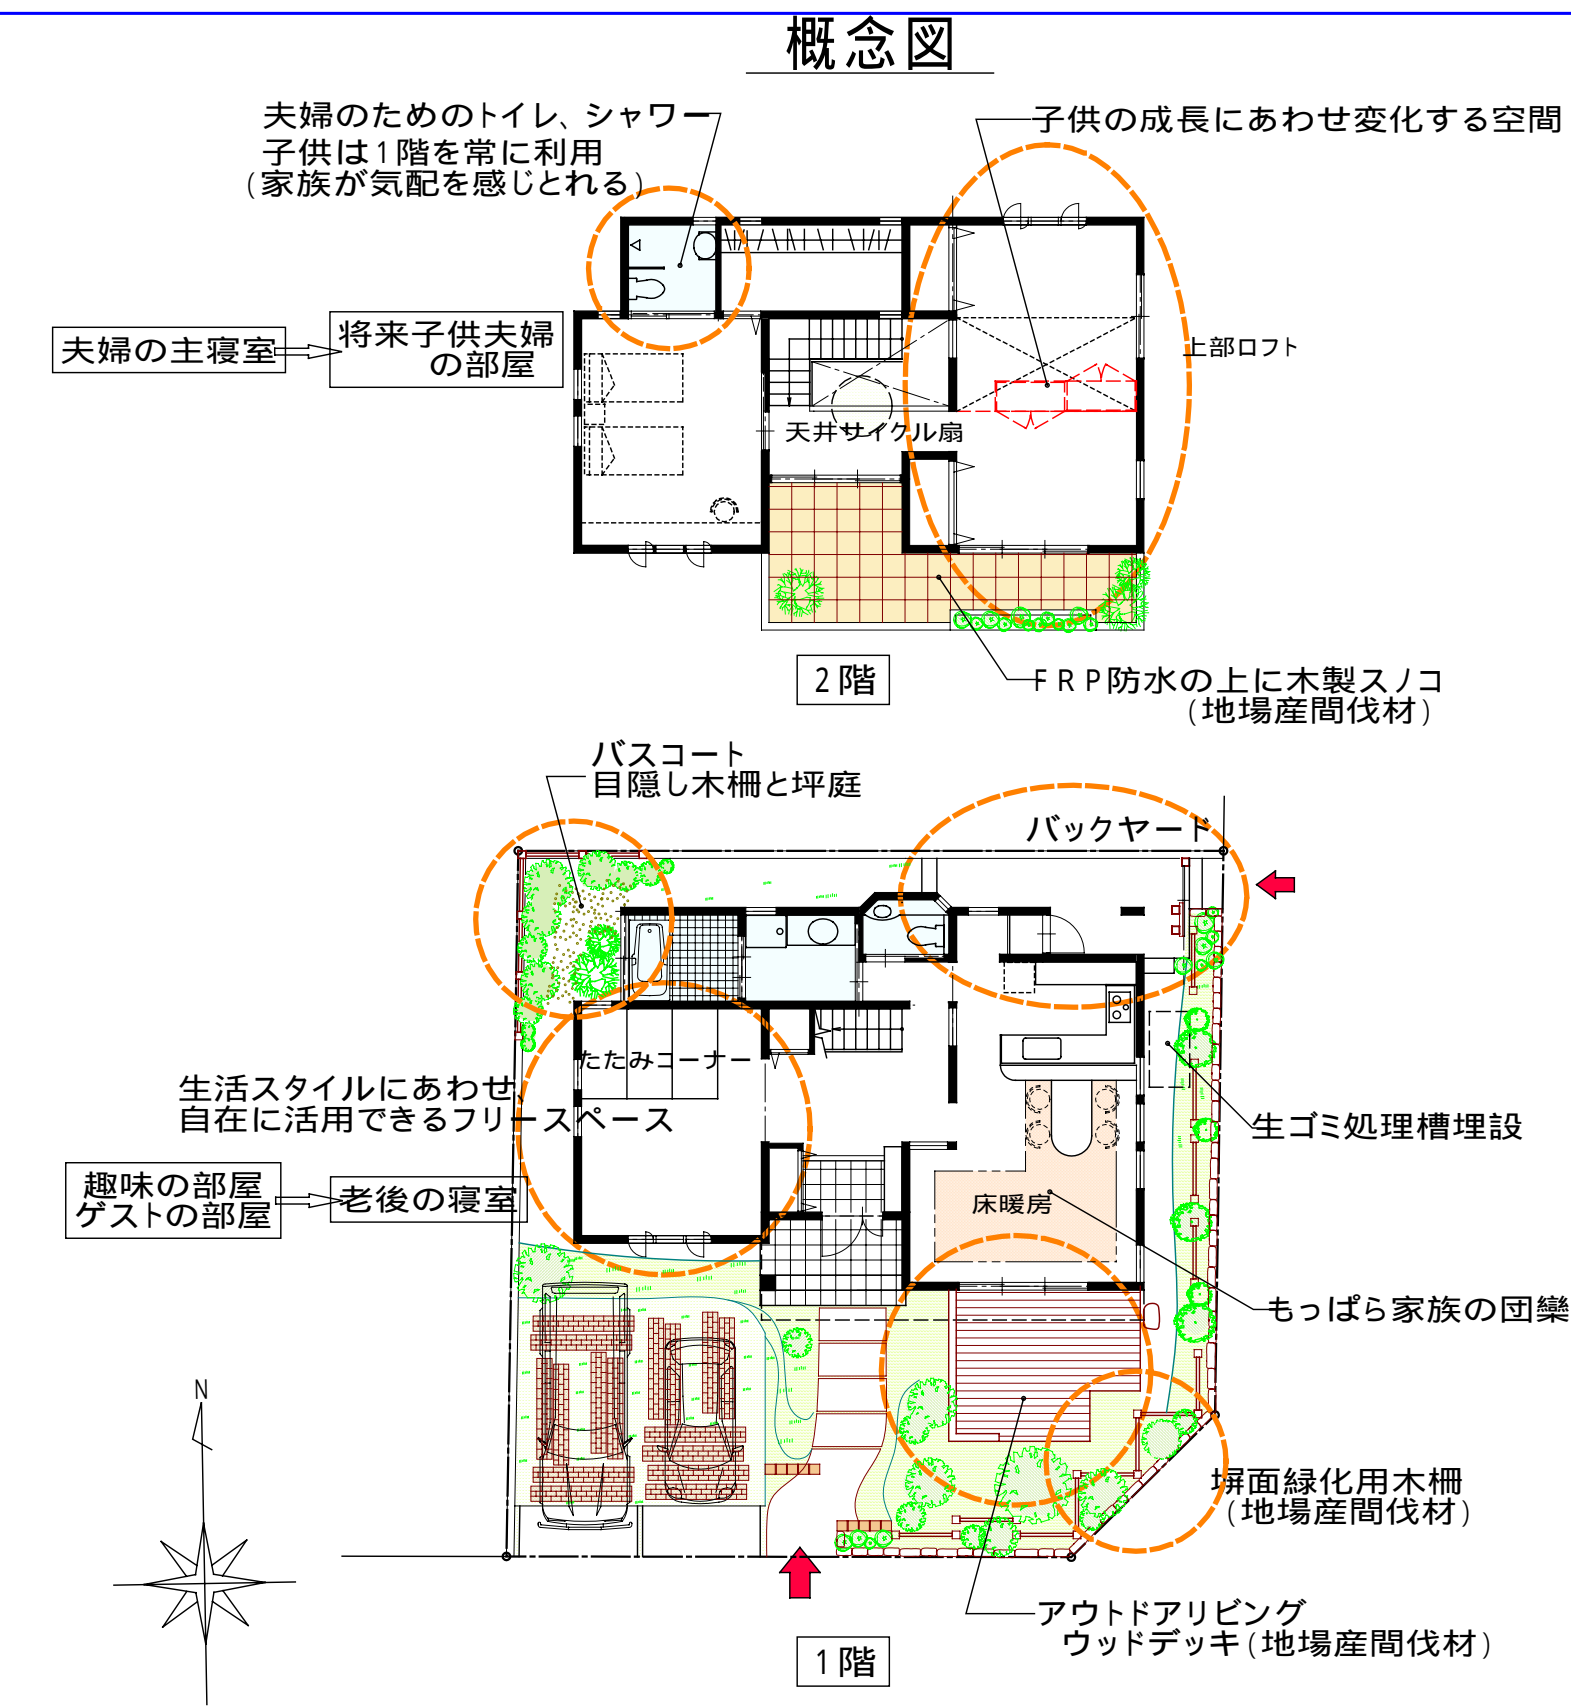 概念図
夫婦のためのトイレ、シャワー
子供は1階を常に利用
(家族が気配を感じとれる)
子供の成長にあわせ変化する空間
夫婦の主寝室
将来子供夫婦
の部屋
上部ロフト
天井サイクル扇
2階
FRP防水の上に木製スノコ
(地場産間伐材)
バスコート
目隠し木柵と坪庭
バックヤード
たたみコーナー
生活スタイルにあわせ、
自在に活用できるフリースペース
生ゴミ処理槽埋設
趣味の部屋
ゲストの部屋
老後の寝室
床暖房
もっぱら家族の団欒
N
塀面緑化用木柵
(地場産間伐材)
アウトドアリビング
ウッドデッキ(地場産間伐材)
1階